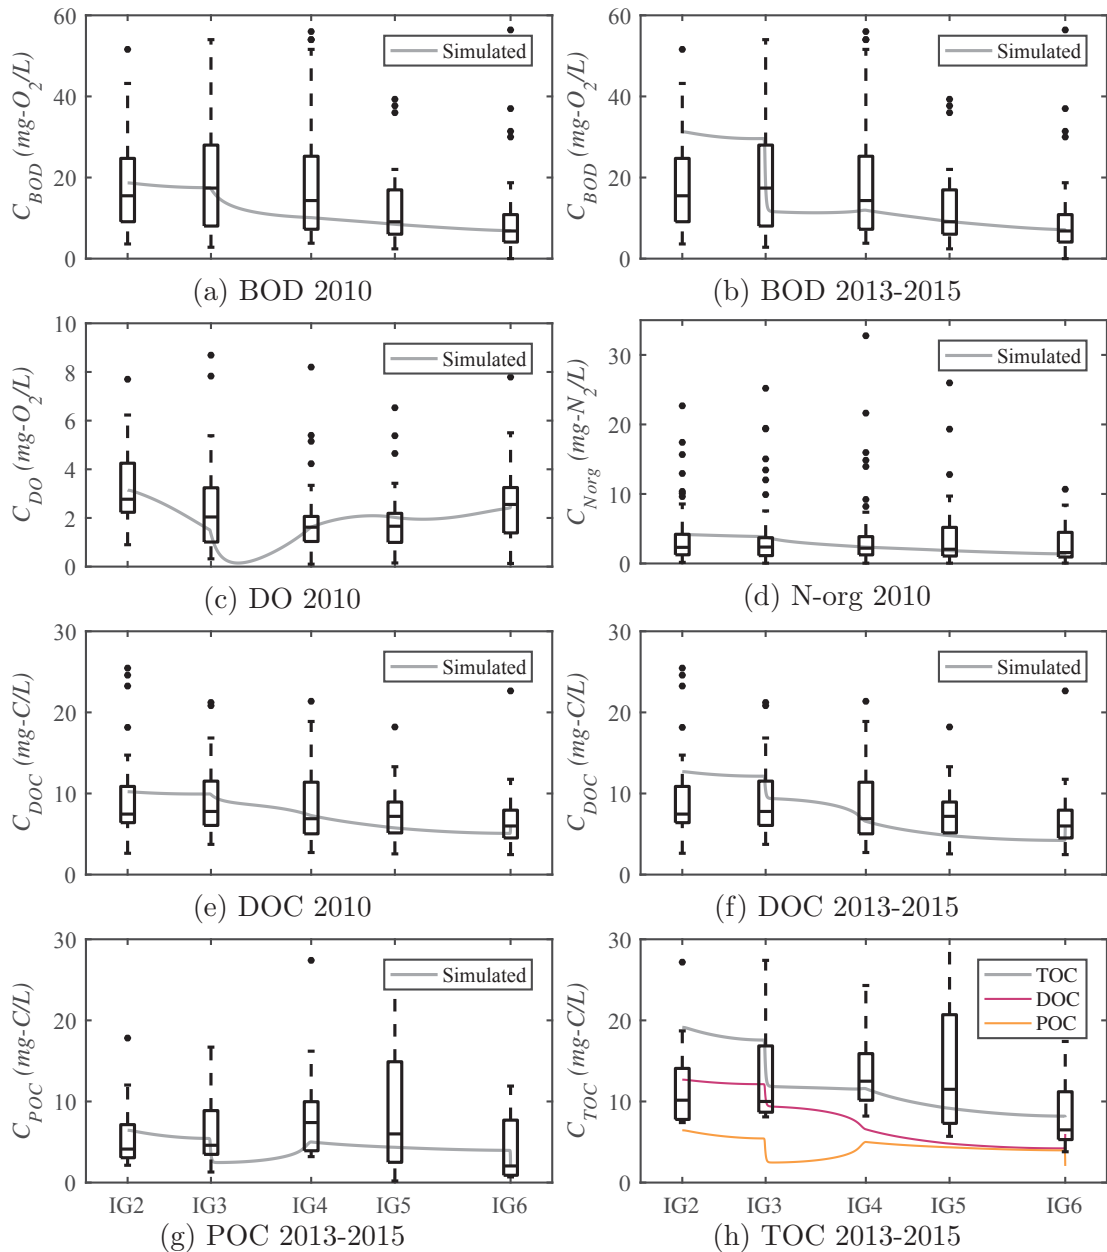 60
40
20
0
C_BOD (mg-O_2/L)
Simulated
(a) BOD 2010
60
40
20
0
C_BOD (mg-O_2/L)
Simulated
(b) BOD 2013-2015
10
8
6
4
2
0
C_DO (mg-O_2/L)
Simulated
(c) DO 2010
30
20
10
0
C_Norg (mg-N_2/L)
Simulated
(d) N-org 2010
30
20
10
0
C_DOC (mg-C/L)
Simulated
(e) DOC 2010
30
20
10
0
C_DOC (mg-C/L)
Simulated
(f) DOC 2013-2015
30
20
10
0
C_POC (mg-C/L)
Simulated
IG2 IG3 IG4 IG5 IG6
(g) POC 2013-2015
30
20
10
0
C_TOC (mg-C/L)
TOC
DOC
POC
IG2 IG3 IG4 IG5 IG6
(h) TOC 2013-2015